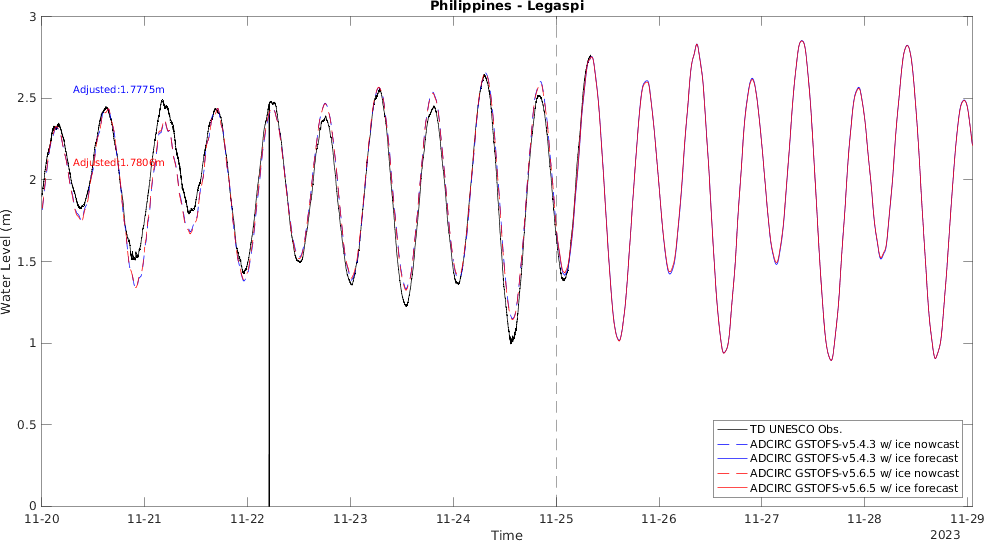 Philippines - Legaspi
3
2.5
2
1.5
1
0.5
0
Water Level (m)
Adjusted:1.7775m
Adjusted:1.7806m
TD UNESCO Obs.
ADCIRC GSTOFS-v5.4.3 w/ ice nowcast
ADCIRC GSTOFS-v5.4.3 w/ ice forecast
ADCIRC GSTOFS-v5.6.5 w/ ice nowcast
ADCIRC GSTOFS-v5.6.5 w/ ice forecast
11-20 11-21 11-22 11-23 11-24 11-25 11-26 11-27 11-28 11-29
Time
2023